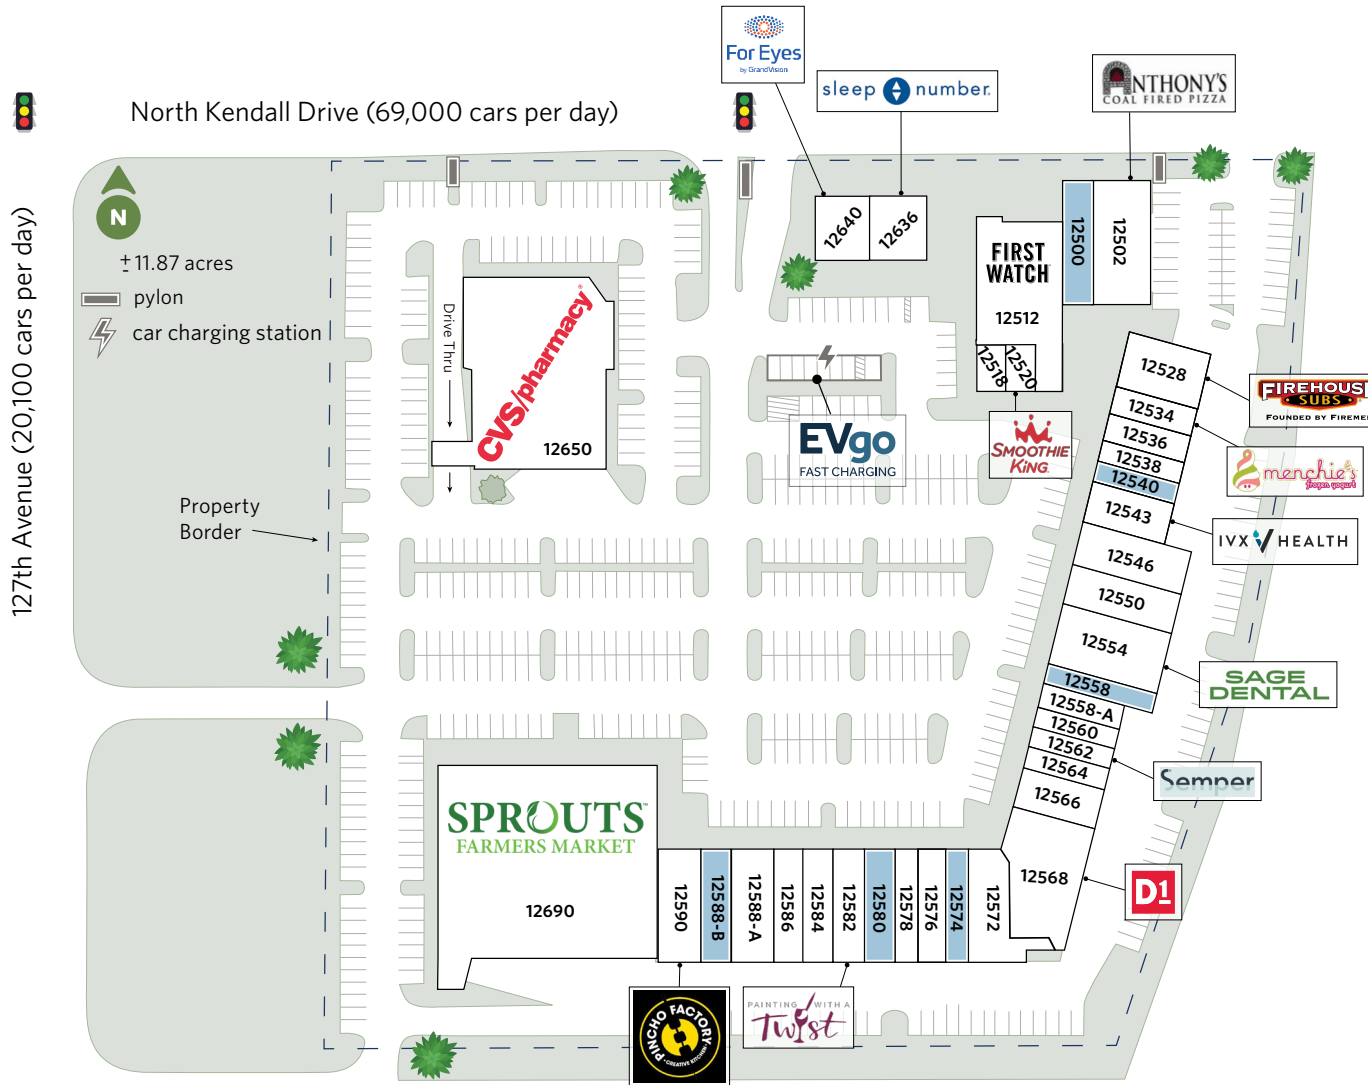 For Eyes
by GrandVision
sleep number.
ANTHONY'S
COAL FIRED PIZZA
North Kendall Drive (69,000 cars per day)
127th Avenue (20,100 cars per day)
N
± 11.87 acres
pylon
car charging station
Property
Border
Drive Thru
CVS/pharmacy
12650
12640
12636
FIRST
WATCH
12512
12500
12502
12518
12520
EVgo
FAST CHARGING
SMOOTHIE
KING
12528
12534
12536
12538
12540
12543
12546
12550
12554
12558
12558-A
12560
12562
12564
12566
12568
FIREHOUSE
SUBS
menchie's
frozen yogurt
IVX HEALTH
SAGE
DENTAL
Semper
D1
SPROUTS
FARMERS MARKET
12690
12590
12588-B
12588-A
12586
12584
12582
12580
12578
12576
12574
12572
PINCHO FACTORY
CREATIVE KITCHEN
PAINTING WITH A
Twist